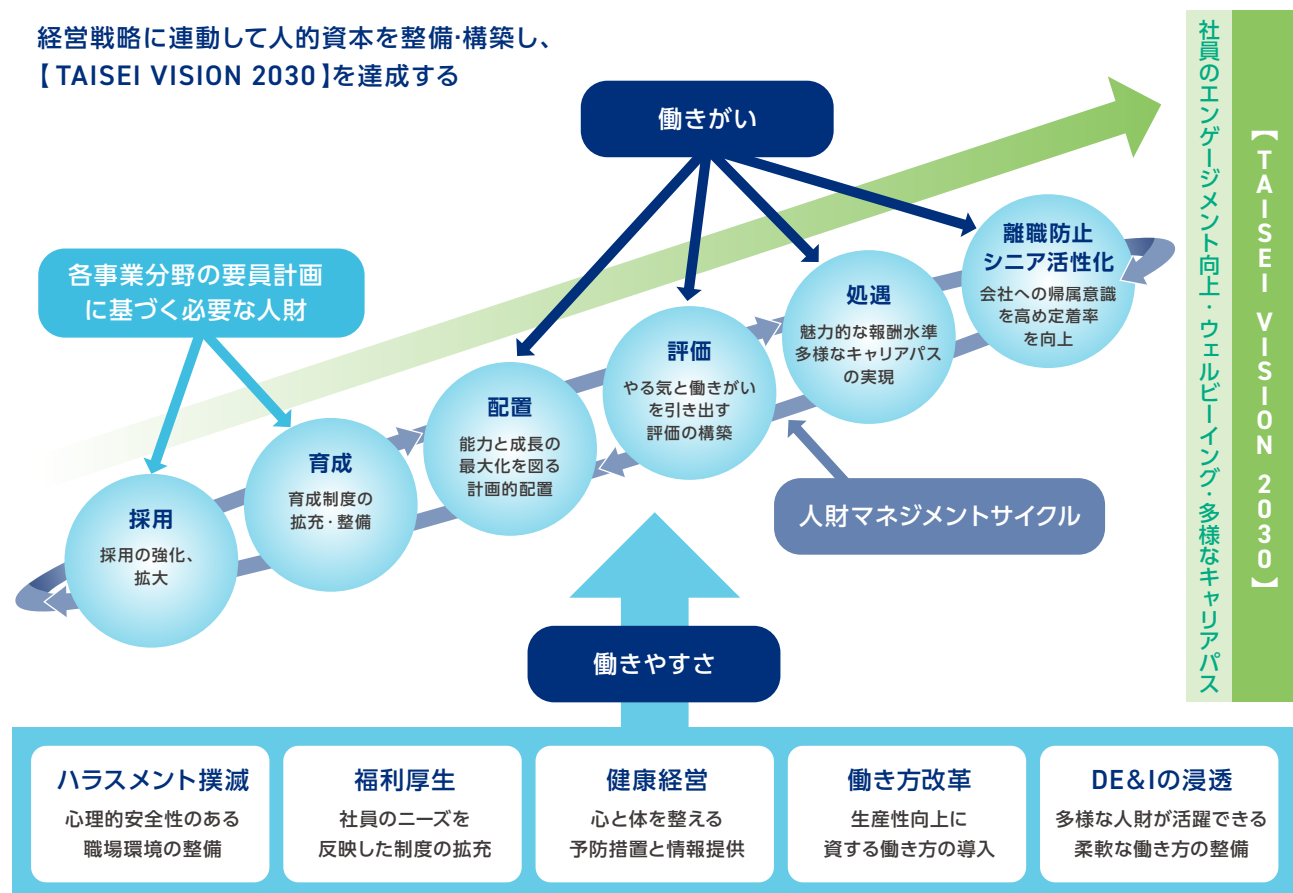 経営戦略に連動して人的資本を整備・構築し、
【TAISEI VISION 2030】を達成する
働きがい
各事業分野の要員計画
に基づく必要な人財
採用
採用の強化、
拡大
育成
育成制度の
拡充・整備
配置
能力と成長の
最大化を図る
計画的配置
評価
やる気と働きがい
を引き出す
評価の構築
処遇
魅力的な報酬水準
多様なキャリアパス
の実現
離職防止
シニア活性化
会社への帰属意識
を高め定着率
を向上
人財マネジメントサイクル
社員のエンゲージメント向上・ウェルビーイング・多様なキャリアパス
【TAISEI VISION 2030】
働きやすさ
ハラスメント撲滅
心理的安全性のある
職場環境の整備
福利厚生
社員のニーズを
反映した制度の拡充
健康経営
心と体を整える
予防措置と情報提供
働き方改革
生産性向上に
資する働き方の導入
DE&Iの浸透
多様な人財が活躍できる
柔軟な働き方の整備